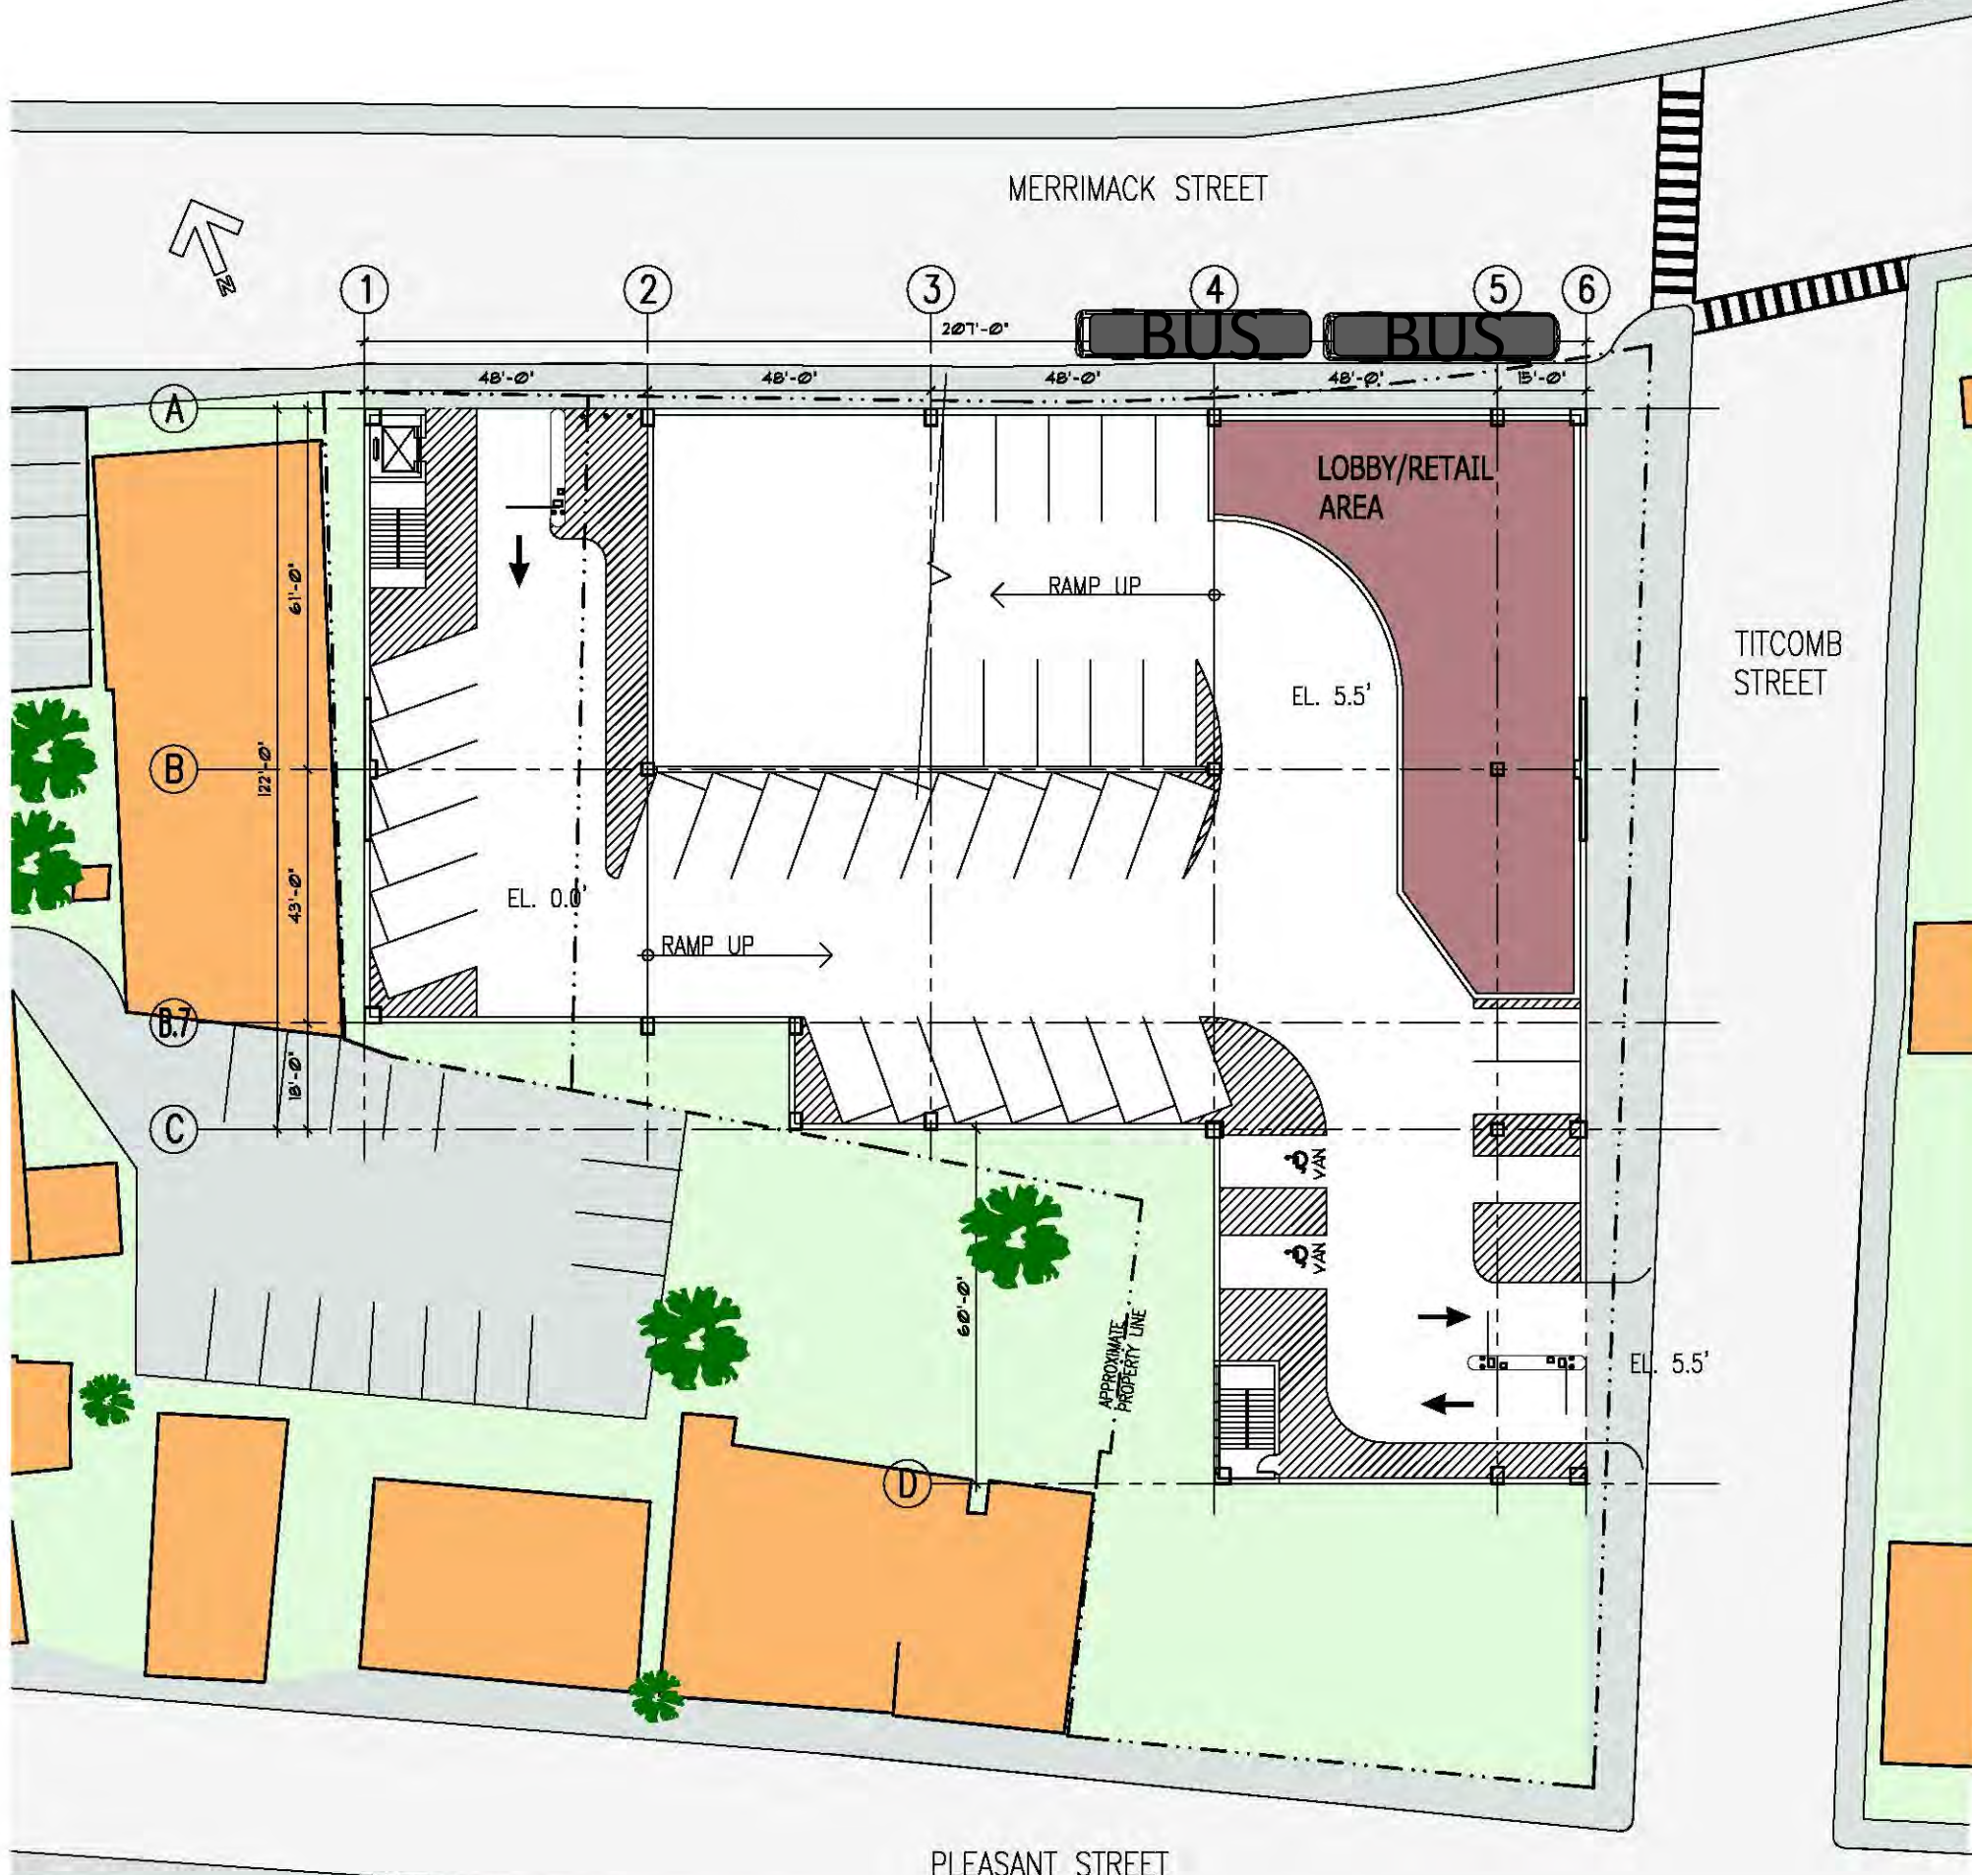 MERRIMACK STREET
N
1
2
3
4
5
6
207'-0"
BUS
BUS
48'-0"
48'-0"
48'-0"
48'-0"
15'-0"
A
LOBBY/RETAIL
AREA
61'-0"
RAMP UP
TITCOMB
STREET
EL. 5.5'
B
122'-0"
43'-0"
EL. 0.0'
RAMP UP
B.7
18'-0"
C
VAN
VAN
60'-0"
APPROXIMATE
PROPERTY LINE
EL. 5.5'
D
PLEASANT STREET